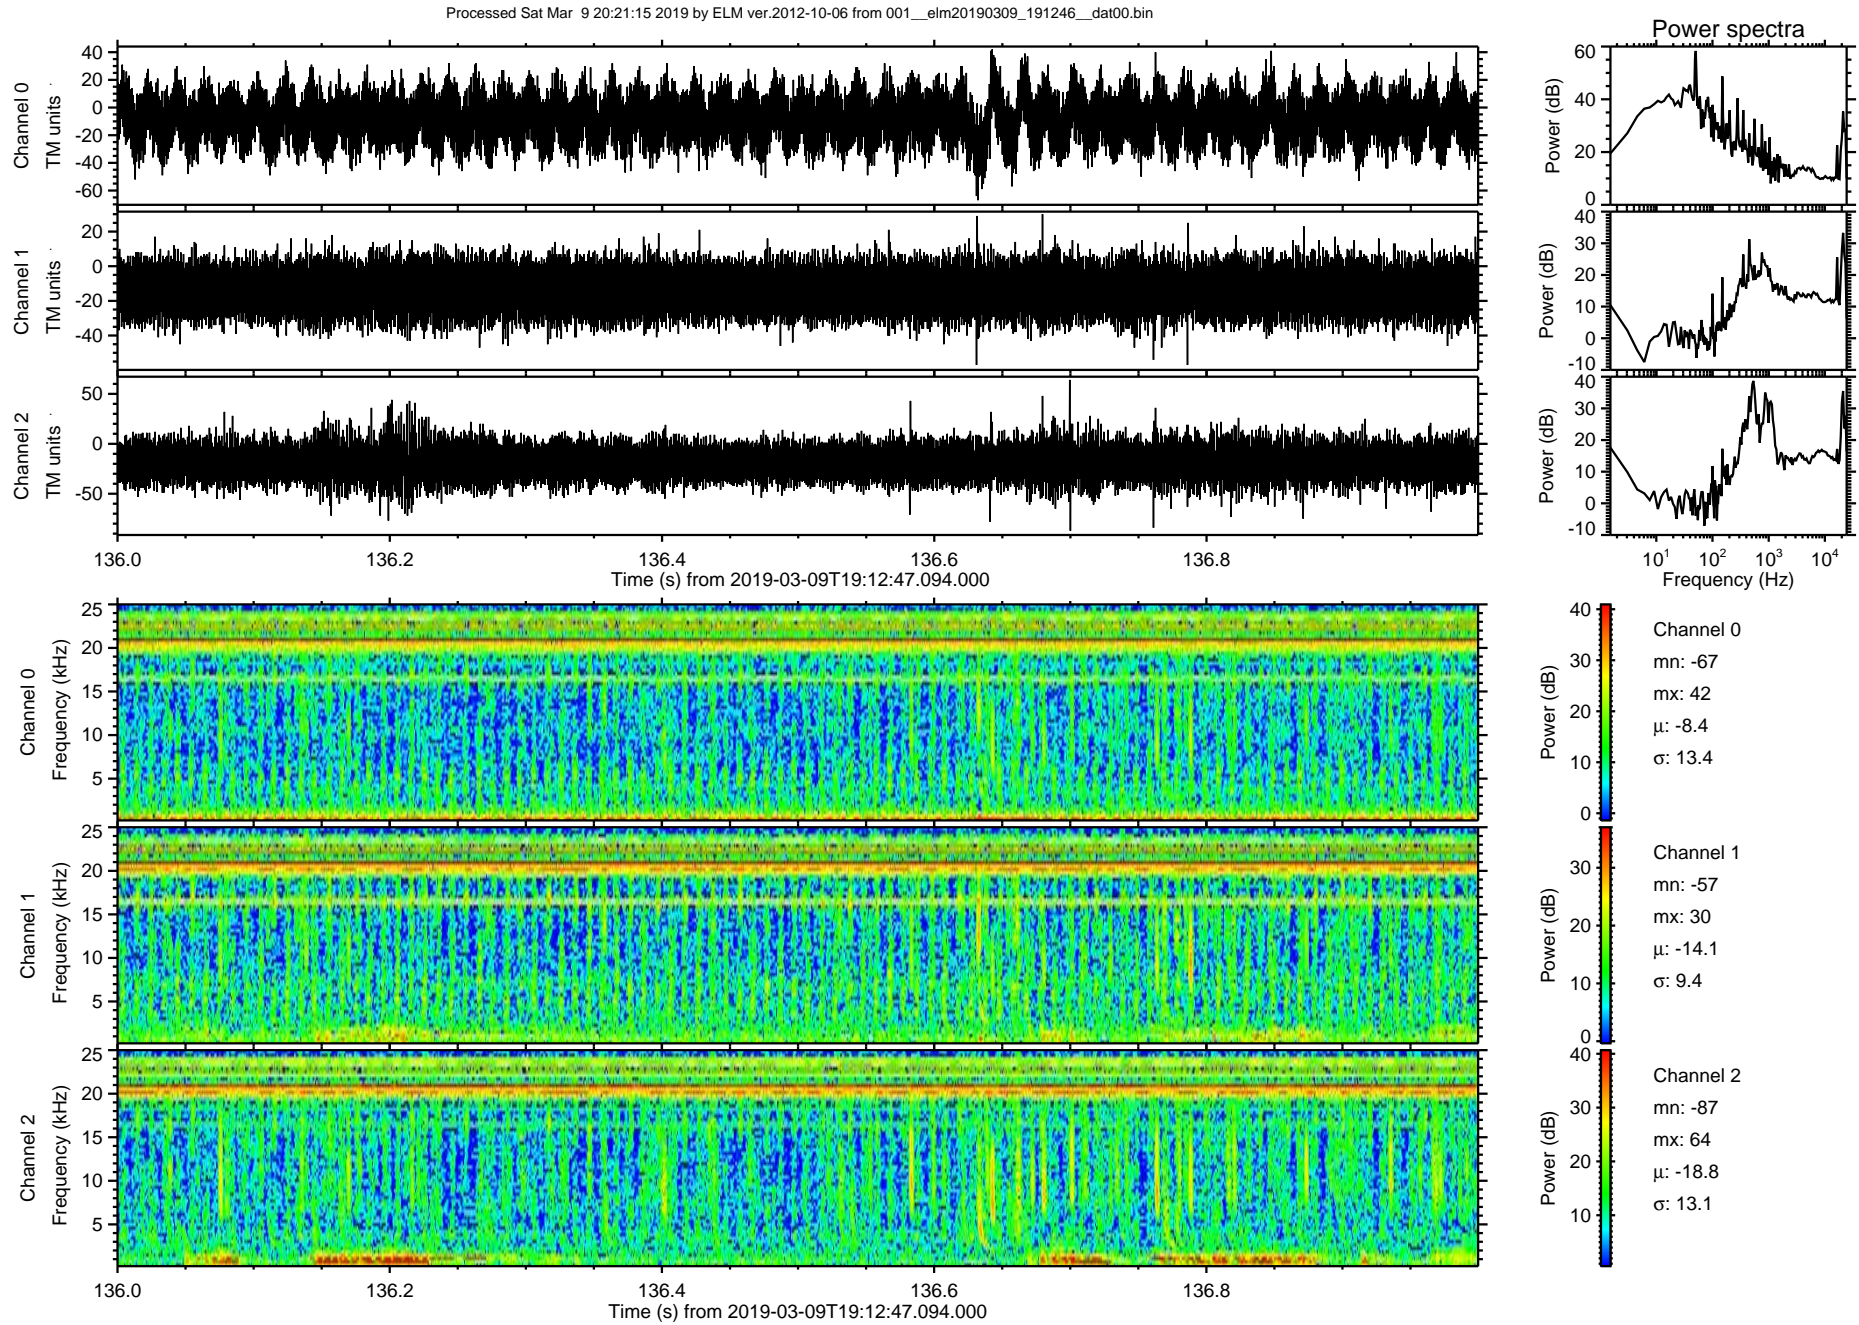 Processed Sat Mar  9 20:21:15 2019 by ELM ver.2012-10-06 from 001__elm20190309_191246__dat00.bin
Power spectra
Channel 0
TM units
40
20
0
-20
-40
-60
Power (dB)
60
40
20
0
Channel 1
TM units
20
0
-20
-40
Power (dB)
40
30
20
10
0
-10
Channel 2
TM units
50
0
-50
Power (dB)
40
30
20
10
0
-10
136.0 136.2 136.4 136.6 136.8
Time (s) from 2019-03-09T19:12:47.094.000
10^1 10^2 10^3 10^4
Frequency (Hz)
Channel 0
Frequency (kHz)
25
20
15
10
5
Power (dB)
40
30
20
10
0
Channel 0
mn: -67
mx: 42
µ: -8.4
σ: 13.4
Channel 1
Frequency (kHz)
25
20
15
10
5
Power (dB)
30
20
10
0
Channel 1
mn: -57
mx: 30
µ: -14.1
σ: 9.4
Channel 2
Frequency (kHz)
25
20
15
10
5
Power (dB)
40
30
20
10
Channel 2
mn: -87
mx: 64
µ: -18.8
σ: 13.1
136.0 136.2 136.4 136.6 136.8
Time (s) from 2019-03-09T19:12:47.094.000